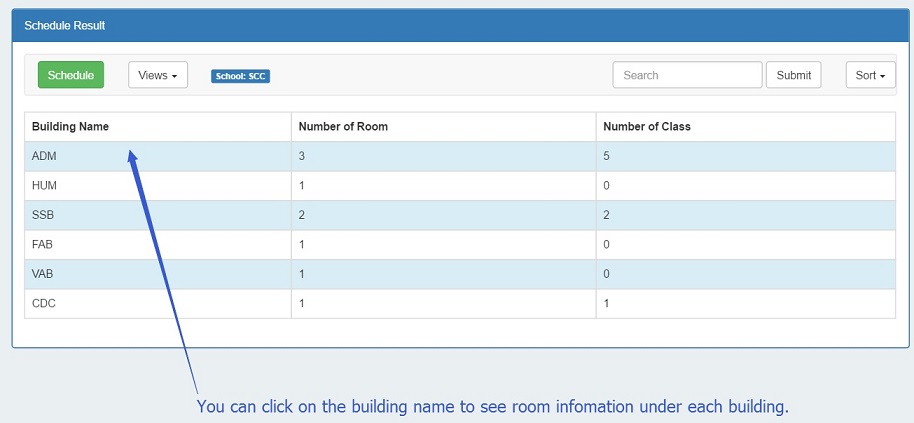 Schedule Result
Schedule Views School: SCC Search Submit Sort
Building Name Number of Room Number of Class
ADM 3 5
HUM 1 0
SSB 2 2
FAB 1 0
VAB 1 0
CDC 1 1
You can click on the building name to see room infomation under each building.